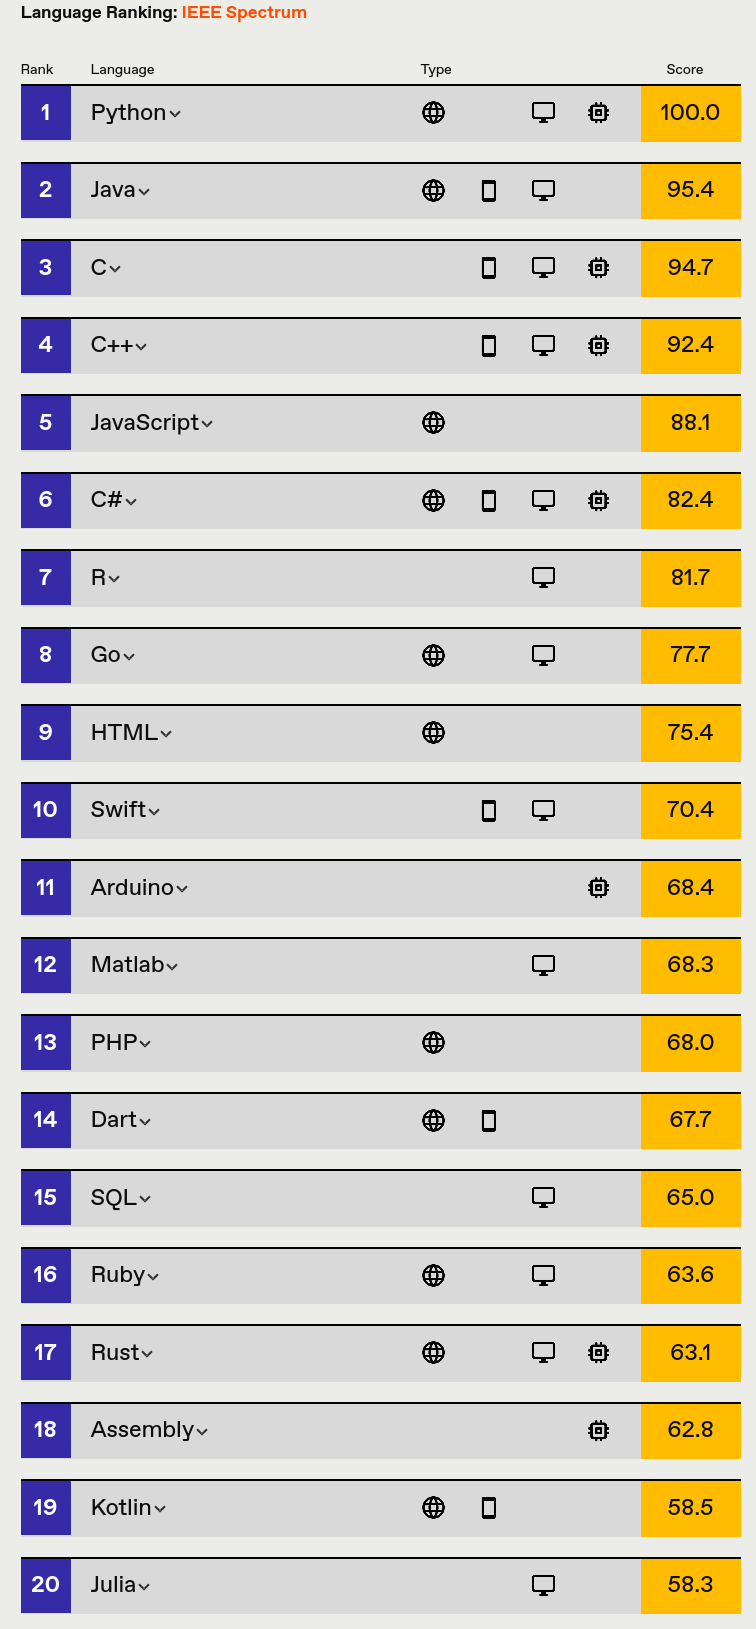 Language Ranking: IEEE Spectrum
Rank Language Type Score
1 Python 100.0
2 Java 95.4
3 C 94.7
4 C++ 92.4
5 JavaScript 88.1
6 C# 82.4
7 R 81.7
8 Go 77.7
9 HTML 75.4
10 Swift 70.4
11 Arduino 68.4
12 Matlab 68.3
13 PHP 68.0
14 Dart 67.7
15 SQL 65.0
16 Ruby 63.6
17 Rust 63.1
18 Assembly 62.8
19 Kotlin 58.5
20 Julia 58.3